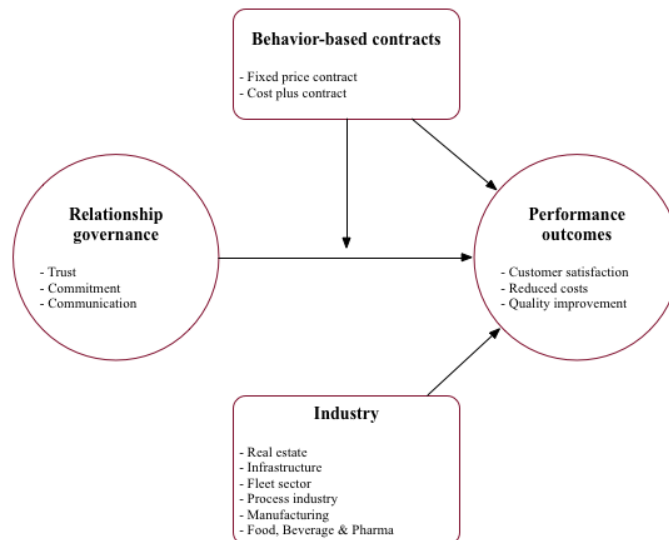 Behavior-based contracts
- Fixed price contract
- Cost plus contract
Relationship
governance
- Trust
- Commitment
- Communication
Performance
outcomes
- Customer satisfaction
- Reduced costs
- Quality improvement
Industry
- Real estate
- Infrastructure
- Fleet sector
- Process industry
- Manufacturing
- Food, Beverage & Pharma